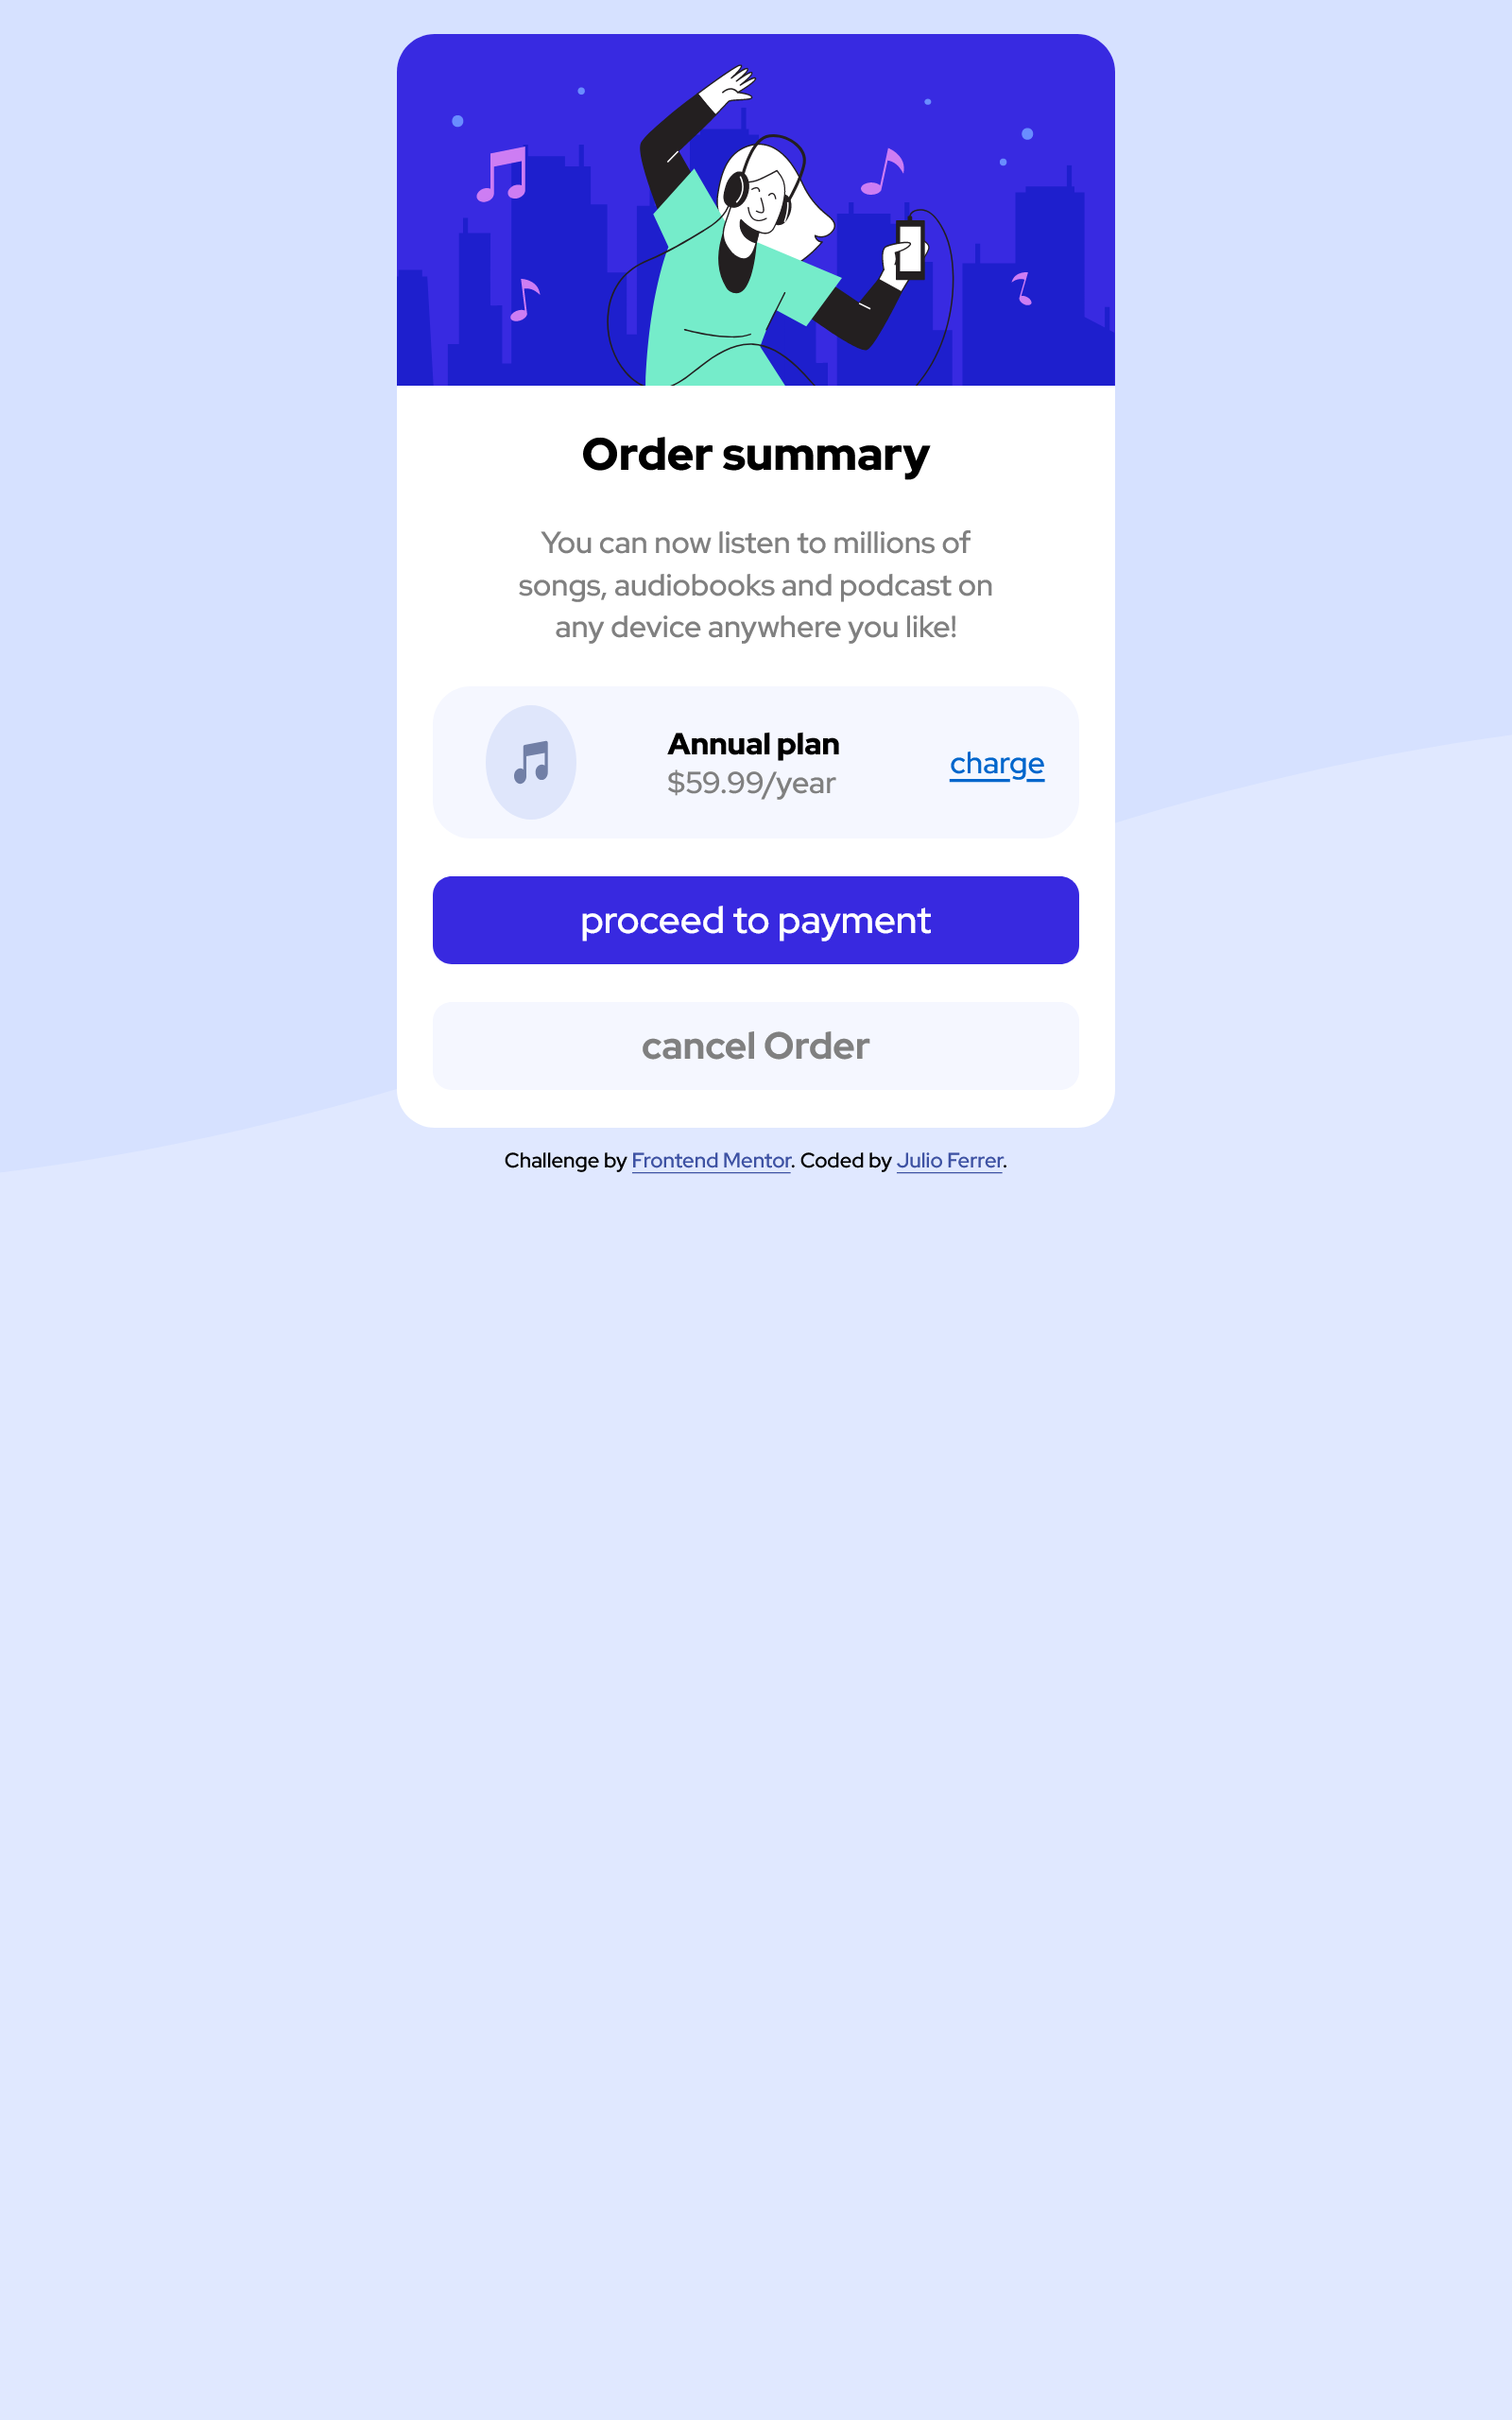 Order summary
You can now listen to millions of
songs, audiobooks and podcast on
any device anywhere you like!
Annual plan
$59.99/year
charge
proceed to payment
cancel Order
Challenge by Frontend Mentor. Coded by Julio Ferrer.